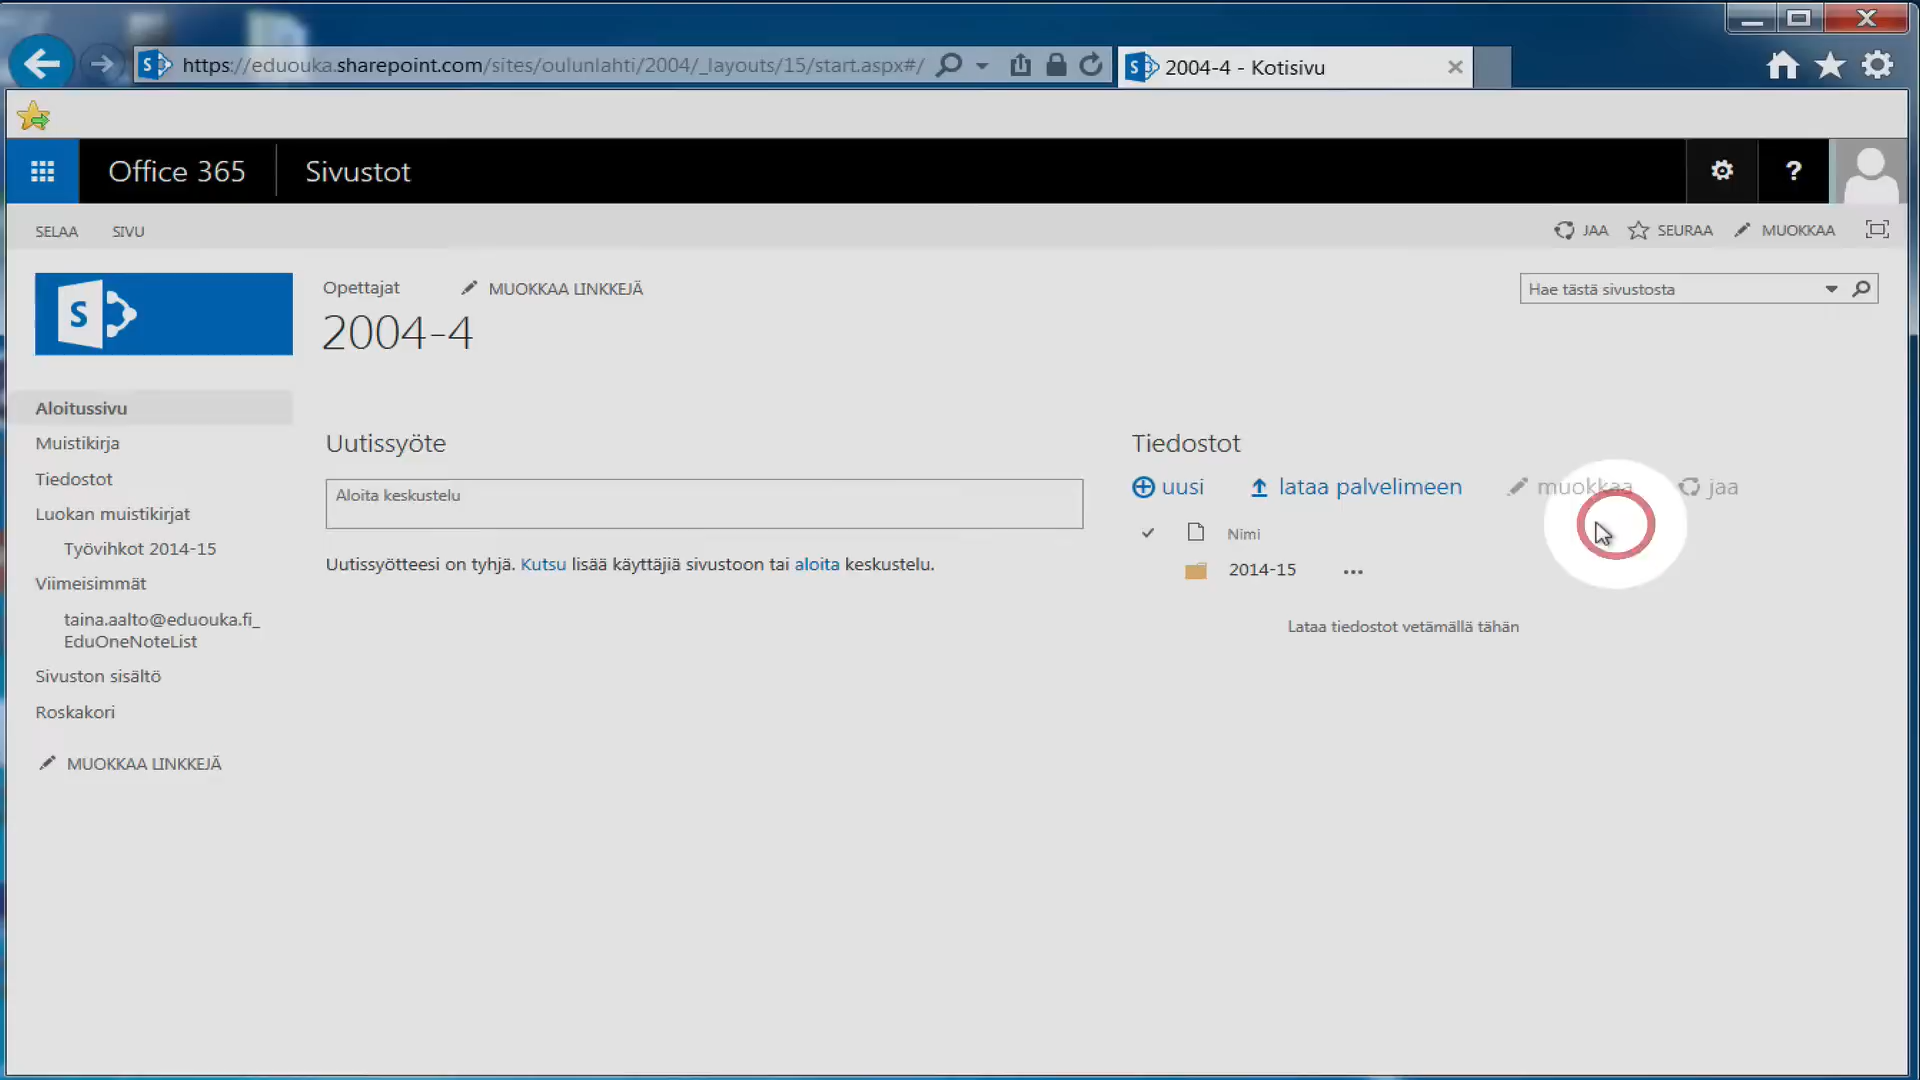 https://eduouka.sharepoint.com/sites/oulunlahti/2004/_layouts/15/start.aspx#/
2004-4 - Kotisivu
Office 365
Sivustot
?
SELAA
SIVU
JAA
SEURAA
MUOKKAA
S
Opettajat
MUOKKAA LINKKEJÄ
Hae tästä sivustosta
2004-4
Aloitussivu
Muistikirja
Tiedostot
Luokan muistikirjat
Työvihkot 2014-15
Viimeisimmät
taina.aalto@eduouka.fi_
EduOneNoteList
Sivuston sisältö
Roskakori
MUOKKAA LINKKEJÄ
Uutissyöte
Aloita keskustelu
Uutissyötteesi on tyhjä. Kutsu lisää käyttäjiä sivustoon tai aloita keskustelu.
Tiedostot
uusi
lataa palvelimeen
muokkaa
jaa
Nimi
2014-15
...
Lataa tiedostot vetämällä tähän